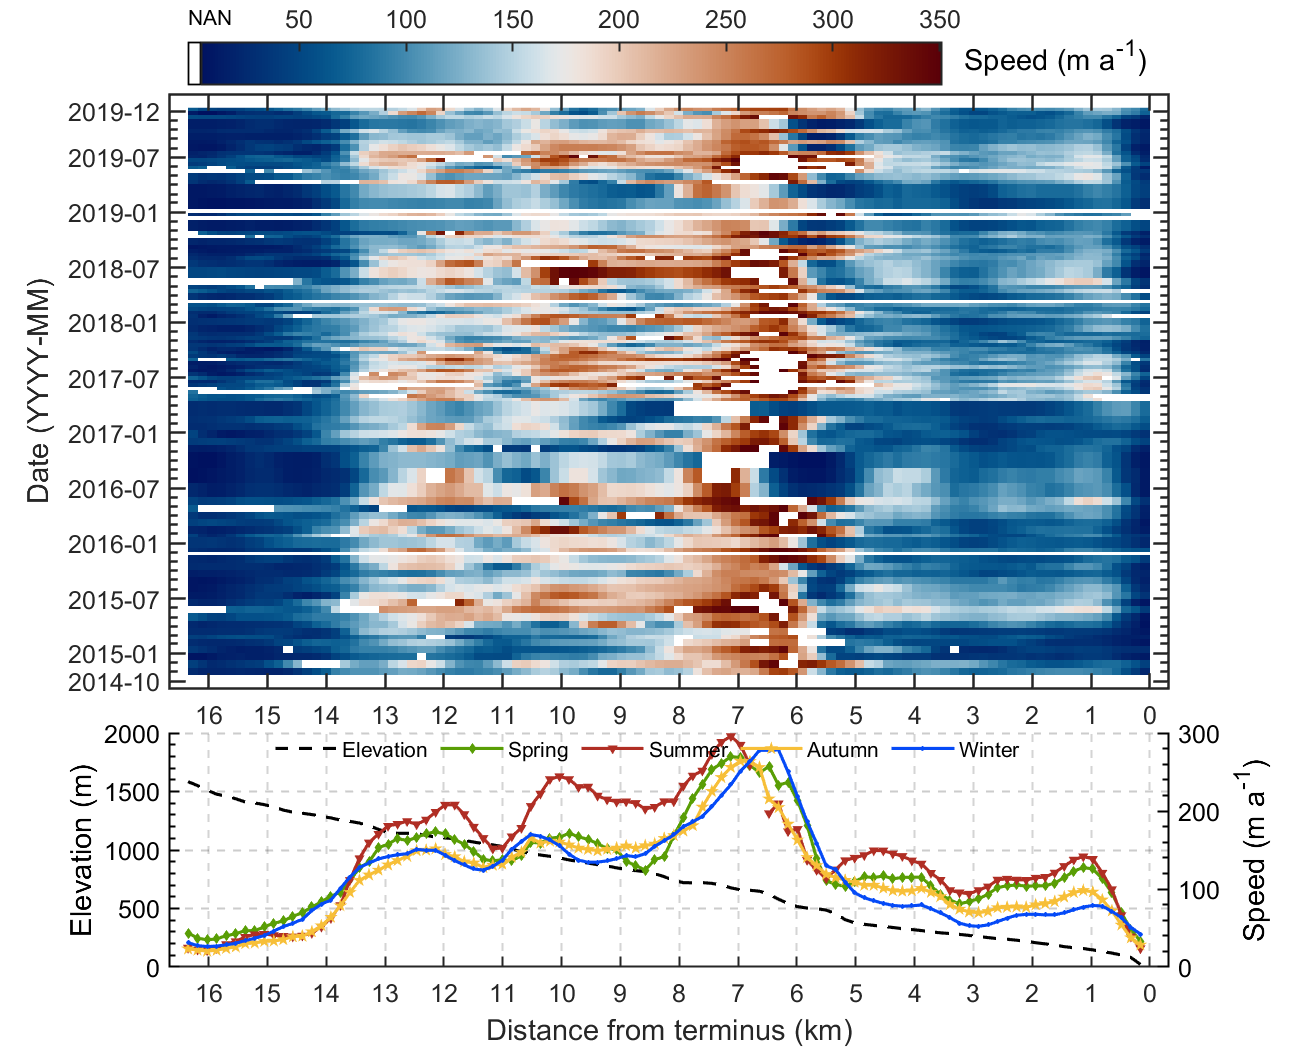 NAN 50 100 150 200 250 300 350
Speed (m a⁻¹)
Date (YYYY-MM)
2019-12
2019-07
2019-01
2018-07
2018-01
2017-07
2017-01
2016-07
2016-01
2015-07
2015-01
2014-10
16 15 14 13 12 11 10 9 8 7 6 5 4 3 2 1 0
Elevation (m)
2000
1500
1000
500
0
Elevation Spring Summer Autumn Winter
300
200
100
0
Speed (m a⁻¹)
16 15 14 13 12 11 10 9 8 7 6 5 4 3 2 1 0
Distance from terminus (km)